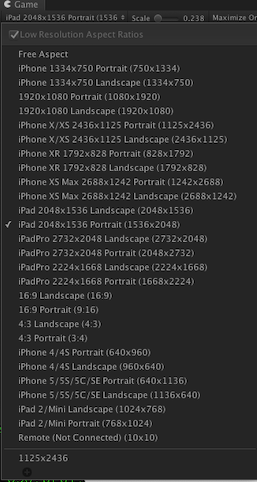 Game
iPad 2048x1536 Portrait (1536 Scale 0.238 Maximize On
Low Resolution Aspect Ratios
Free Aspect
iPhone 1334x750 Portrait (750x1334)
iPhone 1334x750 Landscape (1334x750)
1920x1080 Portrait (1080x1920)
1920x1080 Landscape (1920x1080)
iPhone X/XS 2436x1125 Portrait (1125x2436)
iPhone X/XS 2436x1125 Landscape (2436x1125)
iPhone XR 1792x828 Portrait (828x1792)
iPhone XR 1792x828 Landscape (1792x828)
iPhone XS Max 2688x1242 Portrait (1242x2688)
iPhone XS Max 2688x1242 Landscape (2688x1242)
iPad 2048x1536 Landscape (2048x1536)
✓ iPad 2048x1536 Portrait (1536x2048)
iPadPro 2732x2048 Landscape (2732x2048)
iPadPro 2732x2048 Portrait (2048x2732)
iPadPro 2224x1668 Landscape (2224x1668)
iPadPro 2224x1668 Portrait (1668x2224)
16:9 Landscape (16:9)
16:9 Portrait (9:16)
4:3 Landscape (4:3)
4:3 Portrait (3:4)
iPhone 4/4S Portrait (640x960)
iPhone 4/4S Landscape (960x640)
iPhone 5/5S/5C/SE Portrait (640x1136)
iPhone 5/5S/5C/SE Landscape (1136x640)
iPad 2/Mini Landscape (1024x768)
iPad 2/Mini Portrait (768x1024)
Remote (Not Connected) (10x10)
1125x2436